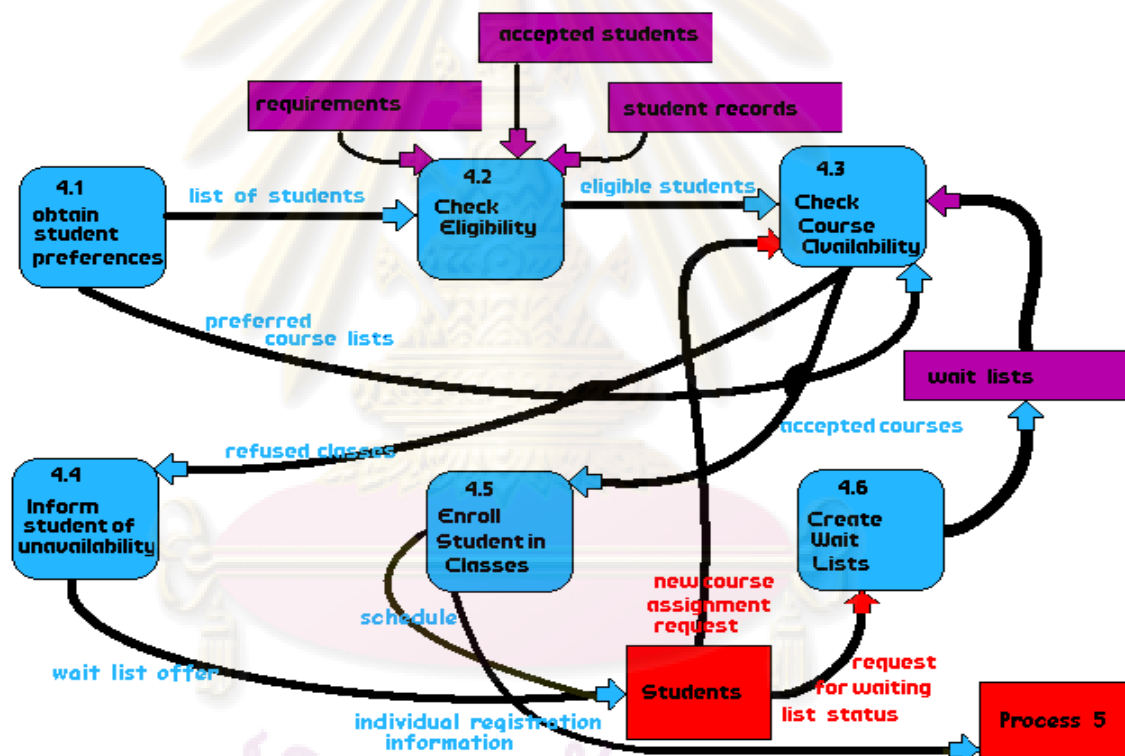 accepted students
requirements
student records
4.1
obtain
student
preferences
list of students
4.2
Check
Eligibility
eligible students
4.3
Check
Course
Availability
preferred
course lists
wait lists
refused classes
accepted courses
4.4
Inform
student of
unavailability
4.5
Enroll
Student in
Classes
4.6
Create
Wait
Lists
new course
assignment
request
schedule
wait list offer
Students
request
for waiting
list status
individual registration
information
Process 5